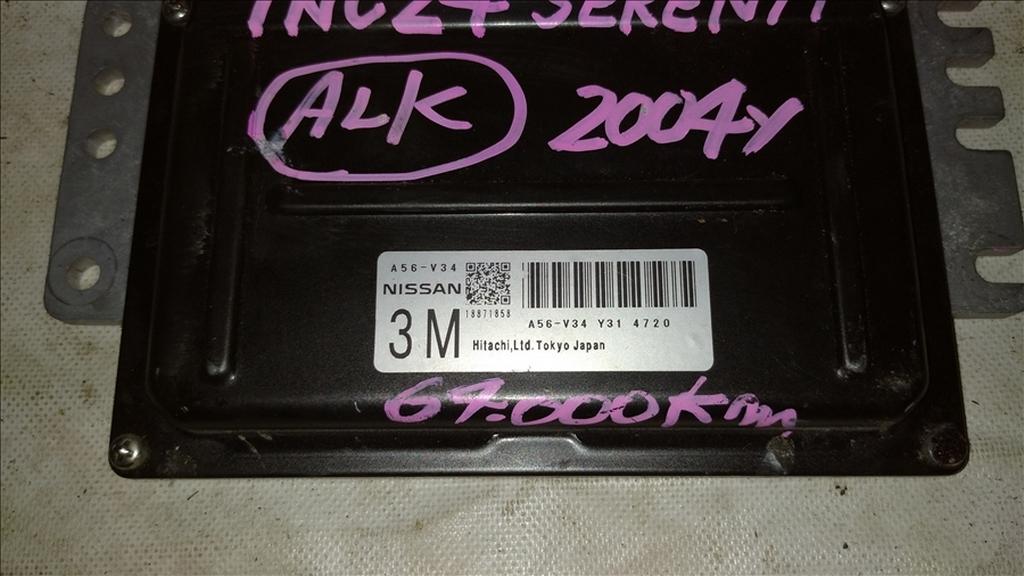 TNC24 SERENA
ALK 2004Y
A56-V34
NISSAN
18871858
3M
A56-V34 Y31 4720
Hitachi,Ltd.Tokyo Japan
67.000Km